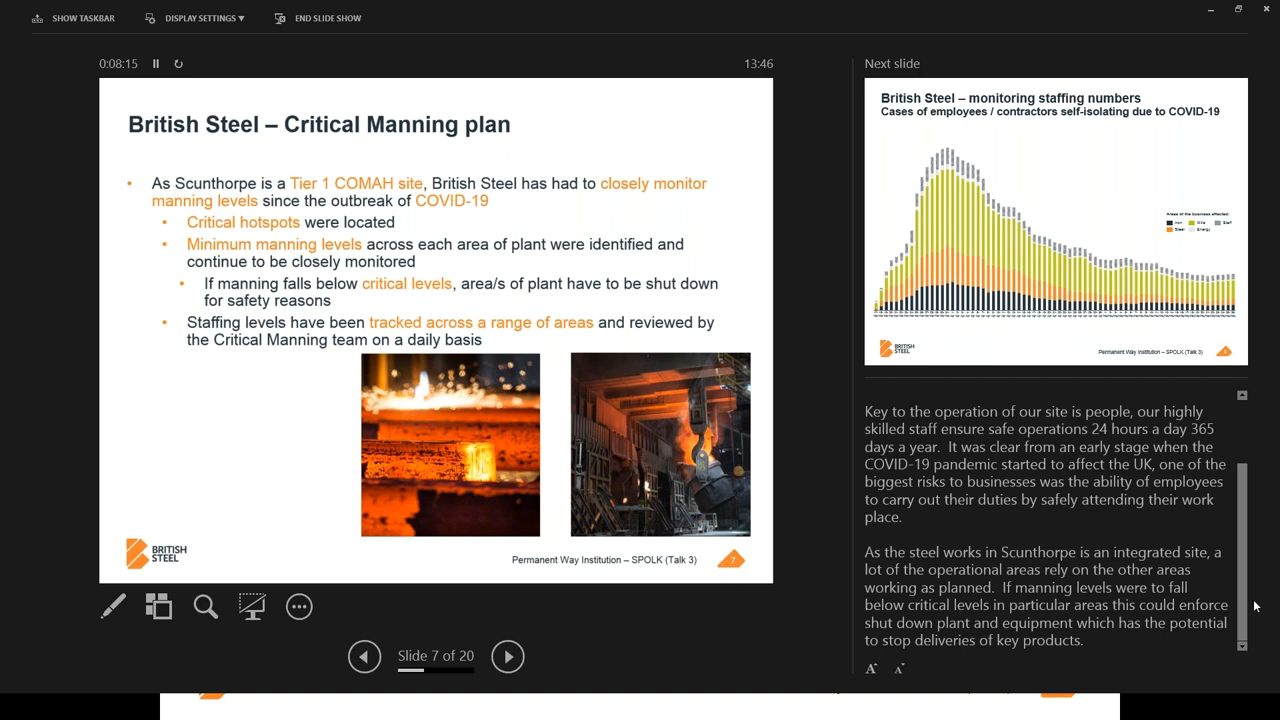 SHOW TASKBAR
DISPLAY SETTINGS ▼
END SLIDE SHOW
0:08:15
13:46
British Steel – Critical Manning plan
• As Scunthorpe is a Tier 1 COMAH site, British Steel has had to closely monitor
manning levels since the outbreak of COVID-19
• Critical hotspots were located
• Minimum manning levels across each area of plant were identified and
continue to be closely monitored
• If manning falls below critical levels, area/s of plant have to be shut down
for safety reasons
• Staffing levels have been tracked across a range of areas and reviewed by
the Critical Manning team on a daily basis
BRITISH
STEEL
Permanent Way Institution – SPOLK (Talk 3)
7
Slide 7 of 20
Next slide
British Steel – monitoring staffing numbers
Cases of employees / contractors self-isolating due to COVID-19
Areas of the business affected:
Iron Mills Staff
Steel Energy
BRITISH
STEEL
Permanent Way Institution – SPOLK (Talk 3)
Key to the operation of our site is people, our highly
skilled staff ensure safe operations 24 hours a day 365
days a year. It was clear from an early stage when the
COVID-19 pandemic started to affect the UK, one of the
biggest risks to businesses was the ability of employees
to carry out their duties by safely attending their work
place.
As the steel works in Scunthorpe is an integrated site, a
lot of the operational areas rely on the other areas
working as planned. If manning levels were to fall
below critical levels in particular areas this could enforce
shut down plant and equipment which has the potential
to stop deliveries of key products.
A A